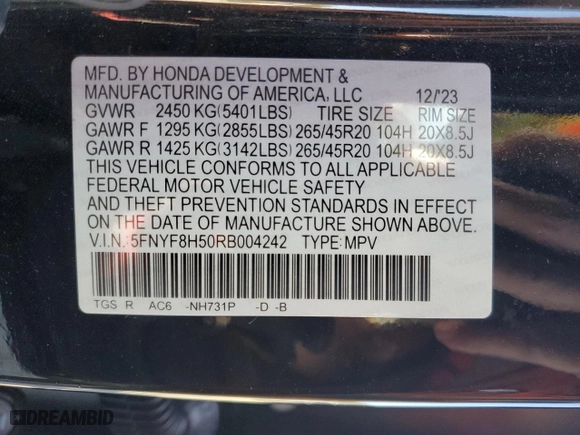 MFD. BY HONDA DEVELOPMENT &
MANUFACTURING OF AMERICA, LLC 12/'23
GVWR 2450 KG(5401LBS) TIRE SIZE RIM SIZE
GAWR F 1295 KG(2855LBS)265/45R20 104H 20X8.5J
GAWR R 1425 KG(3142LBS)265/45R20 104H 20X8.5J
THIS VEHICLE CONFORMS TO ALL APPLICABLE
FEDERAL MOTOR VEHICLE SAFETY
AND THEFT PREVENTION STANDARDS IN EFFECT
ON THE DATE OF MANUFACTURE SHOWN ABOVE.
V.I.N.:5FNYF8H50RB004242 TYPE:MPV
TGS R AC6 -NH731P -D -B
DREAMBID